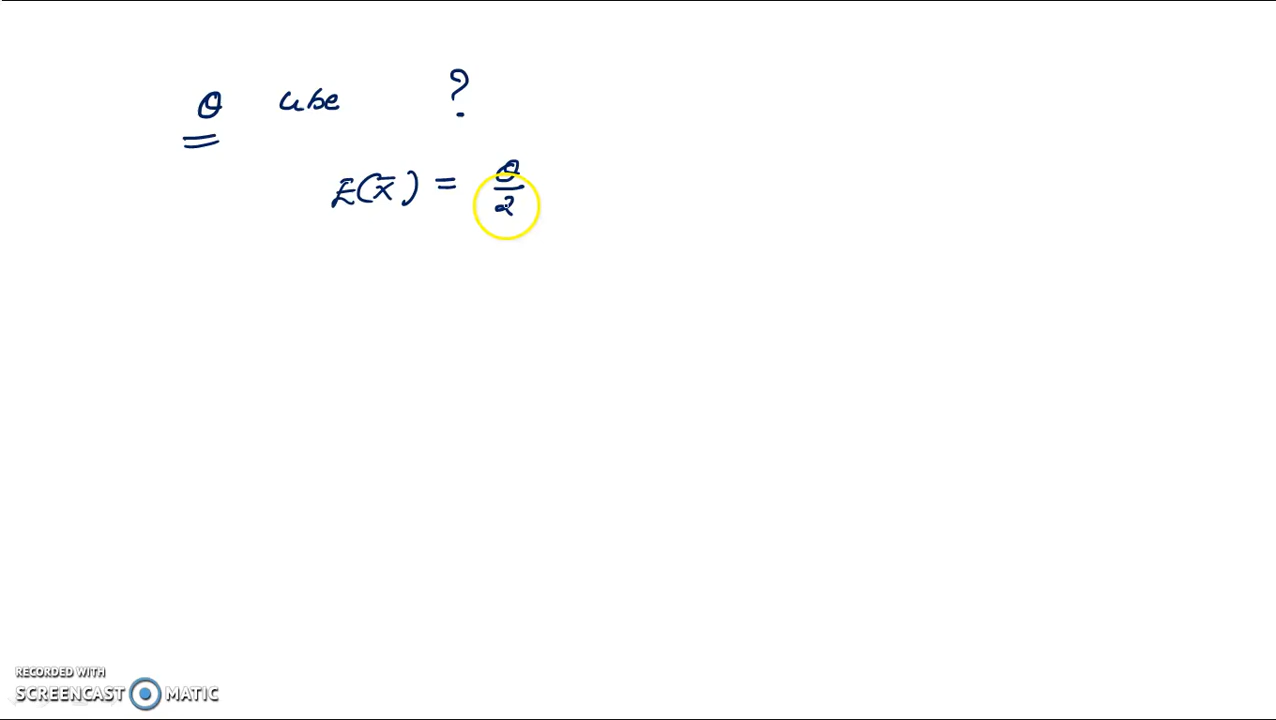 θ ube ?
E(x̄) = θ/2
RECORDED WITH
SCREENCAST MATIC